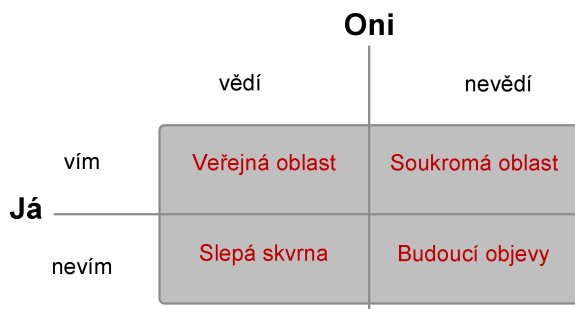 Oni
vědí
nevědí
vím
Veřejná oblast
Soukromá oblast
Já
nevím
Slepá skvrna
Budoucí objevy